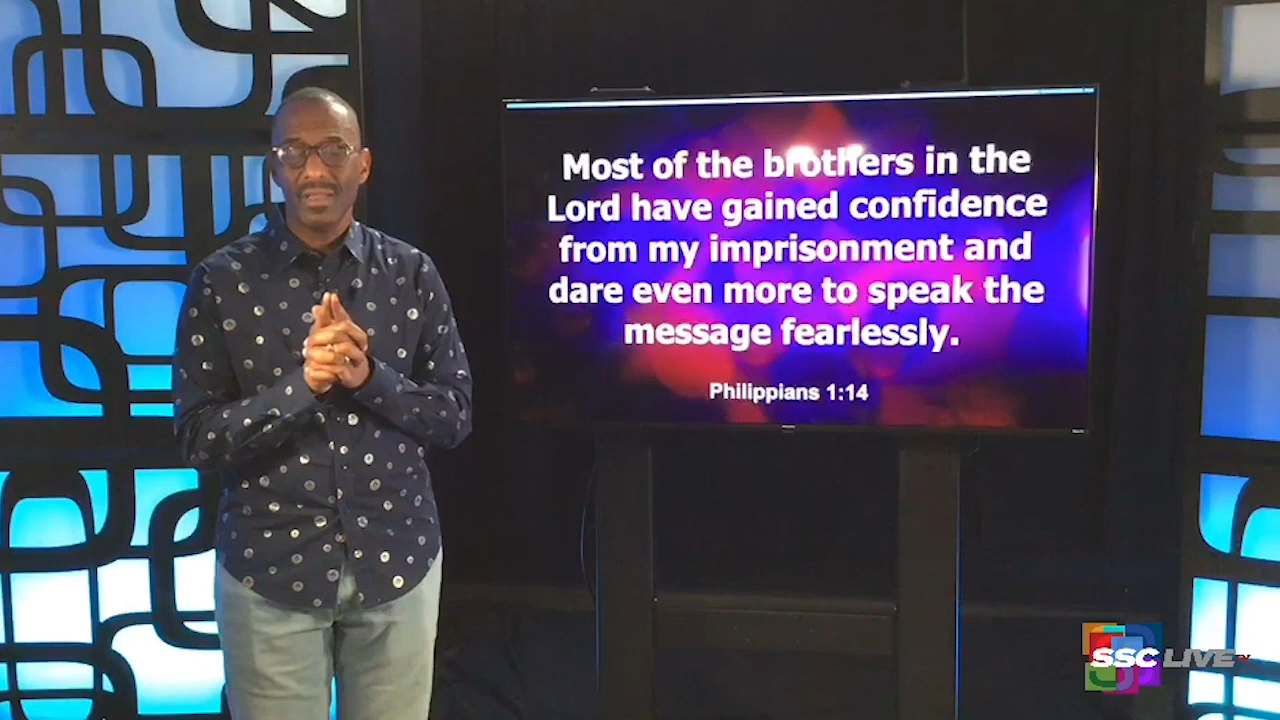 Most of the brothers in the
Lord have gained confidence
from my imprisonment and
dare even more to speak the
message fearlessly.
Philippians 1:14
SSC LIVE TV